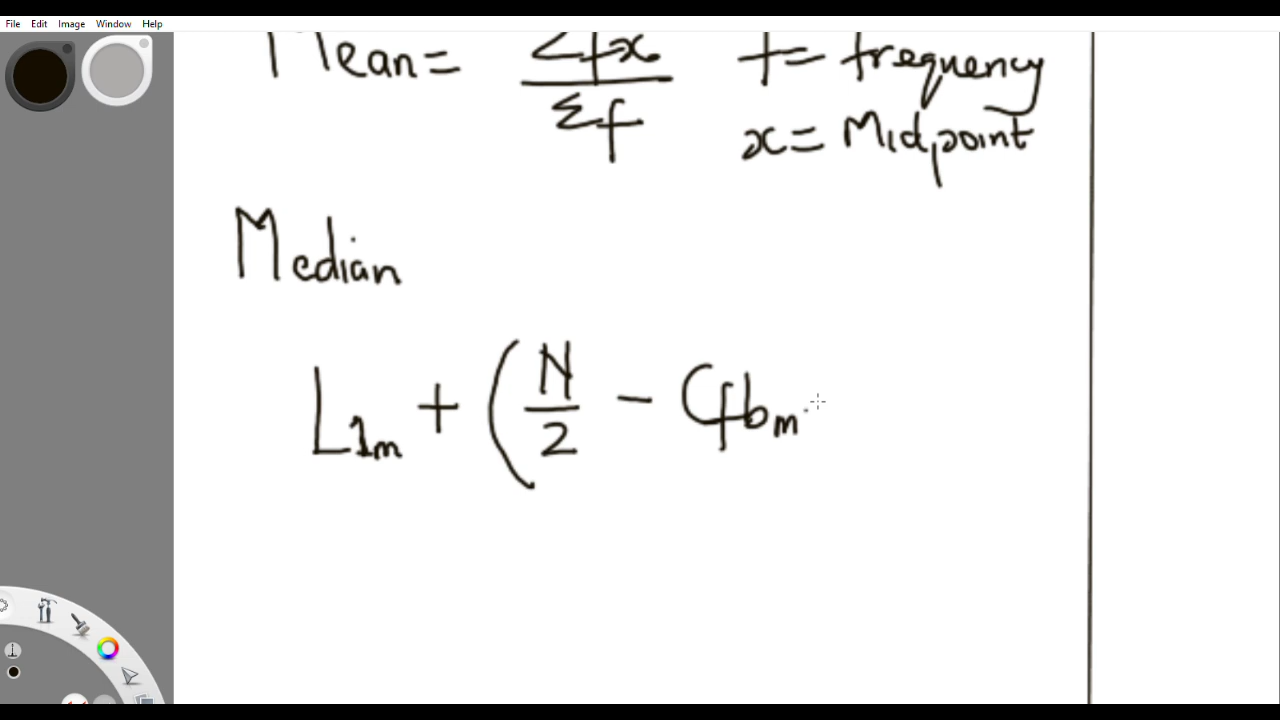 File Edit Image Window Help
Mean = Σfx / Σf f = frequency
x = Midpoint
Median
L1m + (N/2 - Cfbm